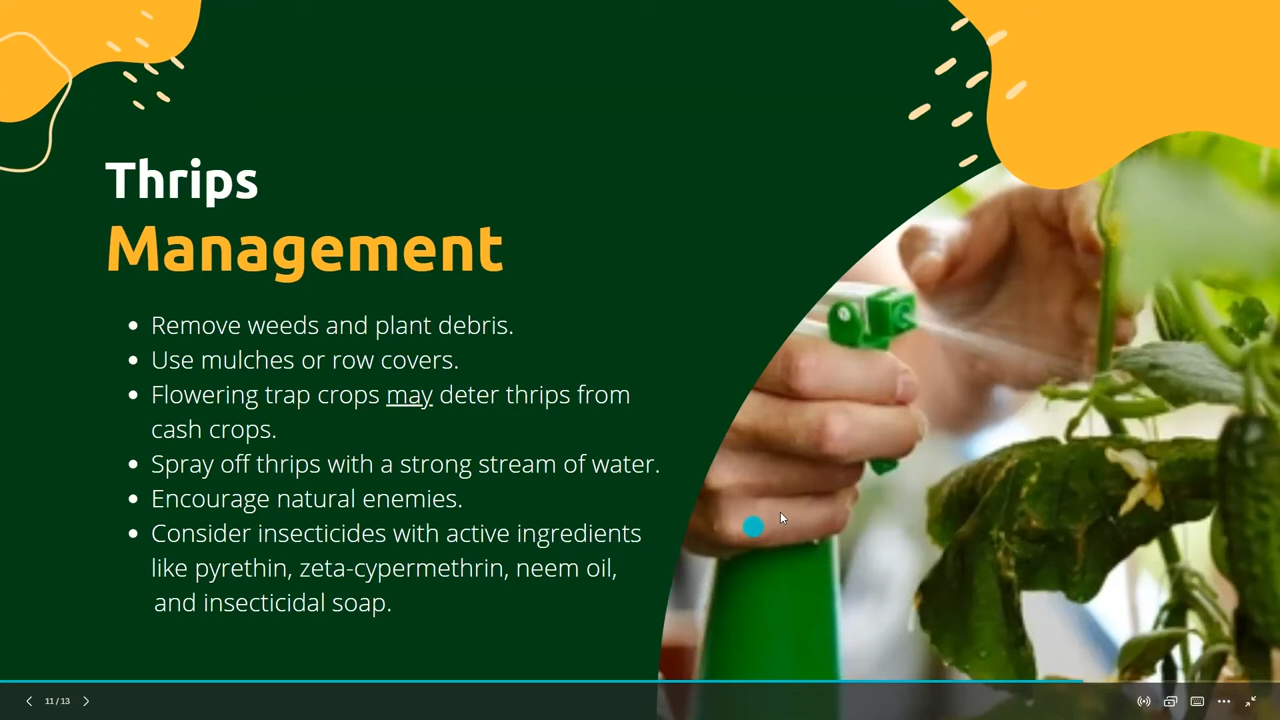 Thrips
Management
Remove weeds and plant debris.
Use mulches or row covers.
Flowering trap crops may deter thrips from
cash crops.
Spray off thrips with a strong stream of water.
Encourage natural enemies.
Consider insecticides with active ingredients
like pyrethin, zeta-cypermethrin, neem oil,
and insecticidal soap.
11 / 13